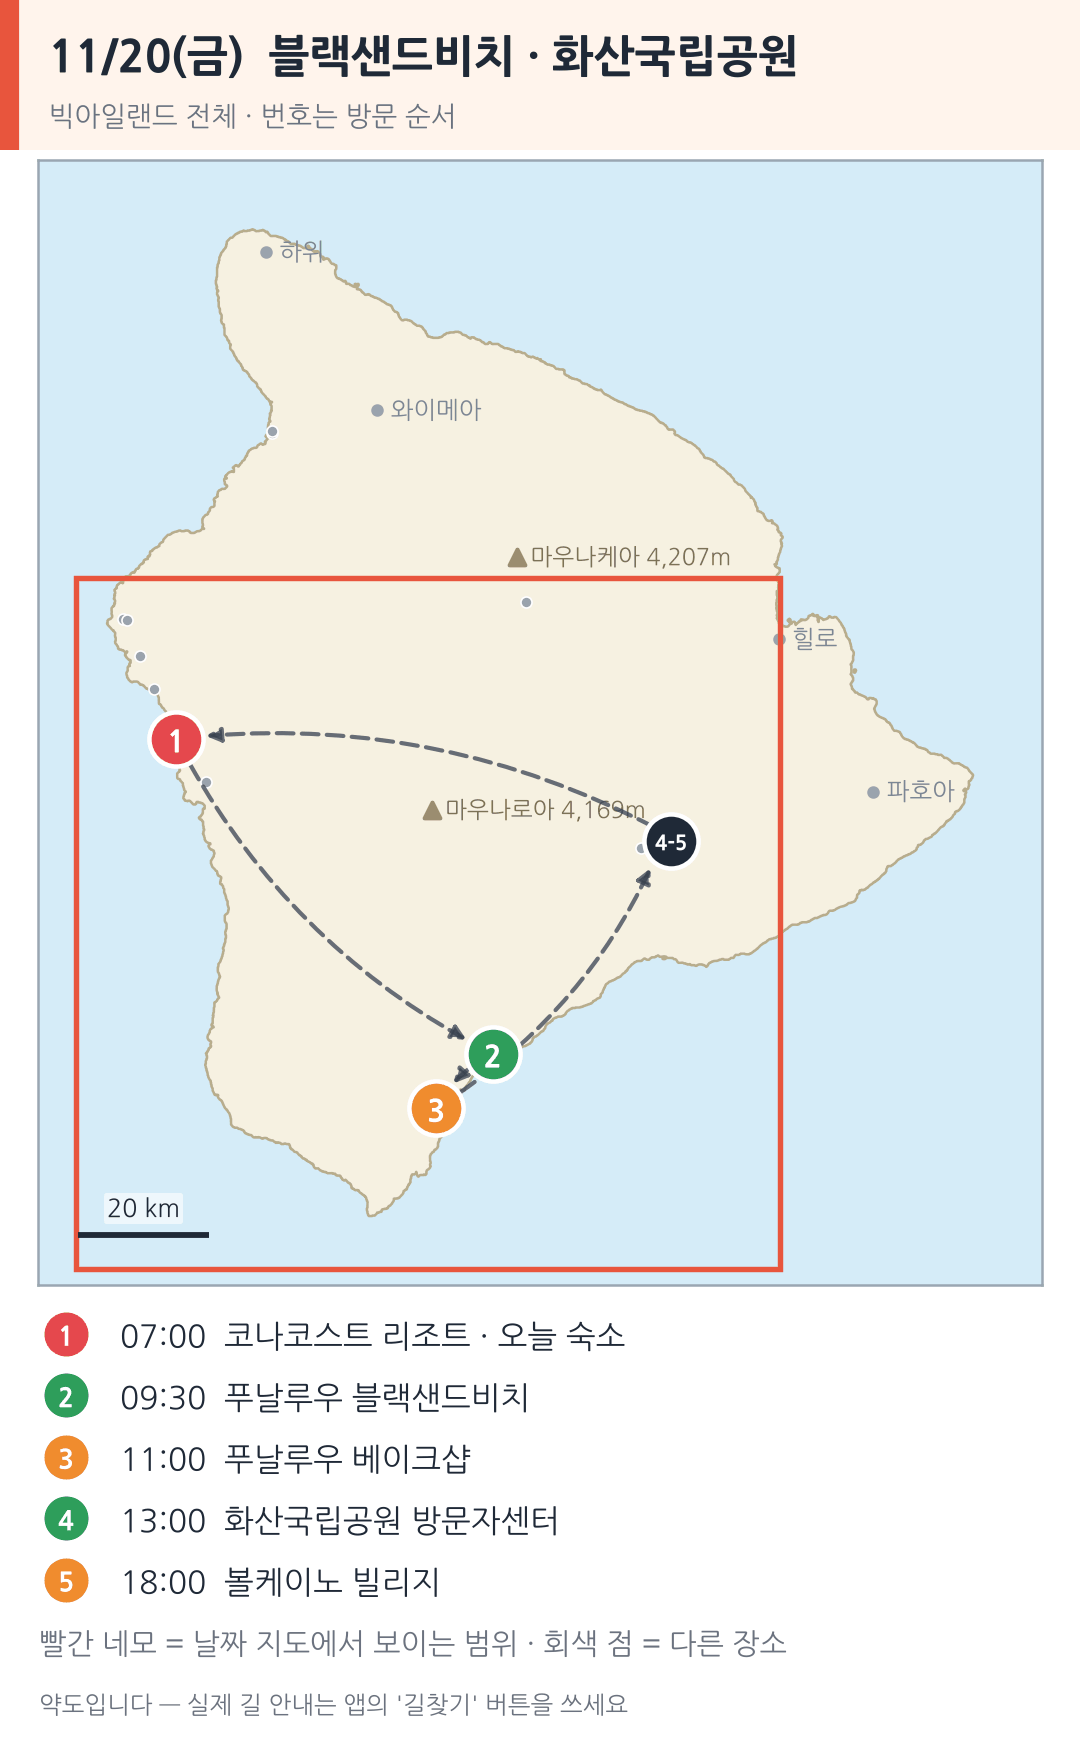 11/20(금) 블랙샌드비치 · 화산국립공원
빅아일랜드 전체 · 번호는 방문 순서
하위
와이메아
마우나케아 4,207m
힐로
1
마우나로아 4,169m
파호아
4-5
2
3
20 km
1 07:00 코나코스트 리조트 · 오늘 숙소
2 09:30 푸날루우 블랙샌드비치
3 11:00 푸날루우 베이크샵
4 13:00 화산국립공원 방문자센터
5 18:00 볼케이노 빌리지
빨간 네모 = 날짜 지도에서 보이는 범위 · 회색 점 = 다른 장소
약도입니다 — 실제 길 안내는 앱의 '길찾기' 버튼을 쓰세요